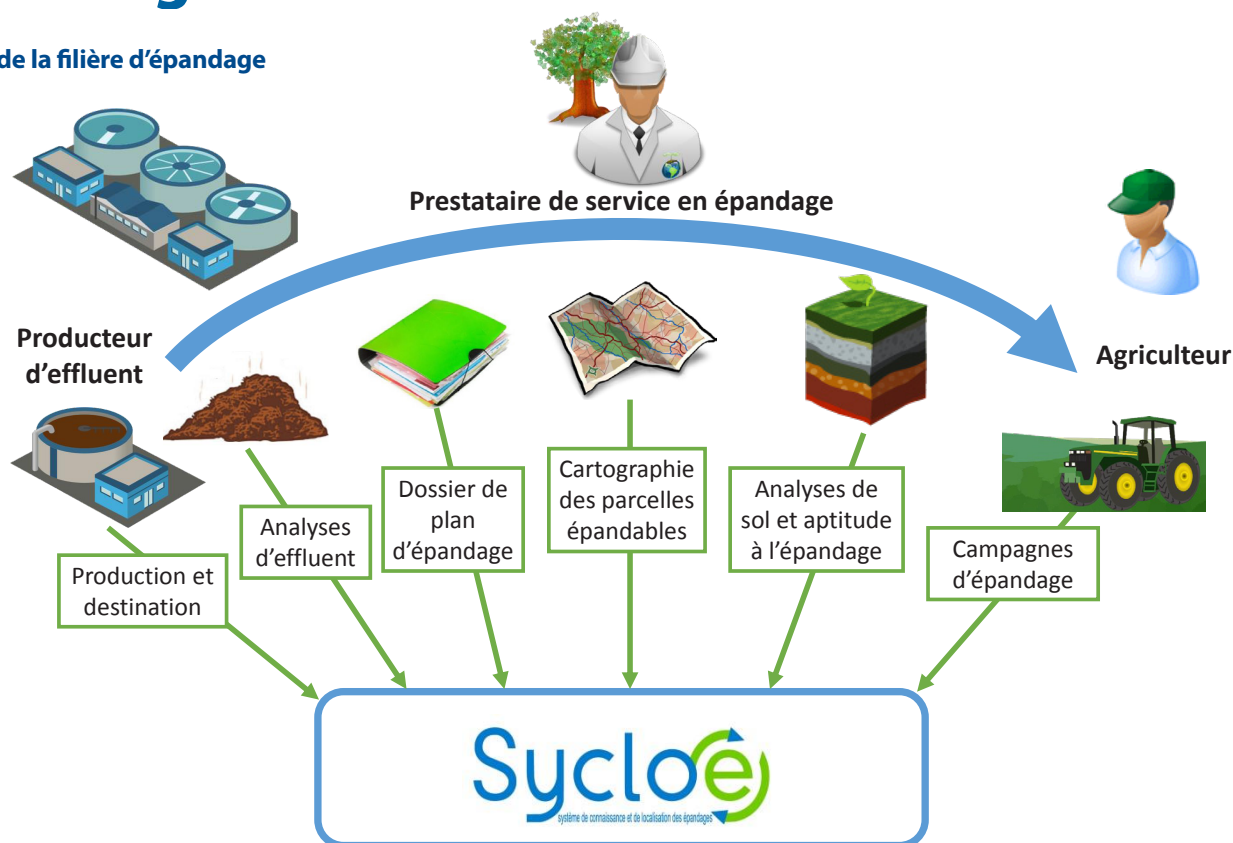 de la filière d'épandage
Prestataire de service en épandage
Producteur
d'effluent
Agriculteur
Production et
destination
Analyses
d'effluent
Dossier de
plan
d'épandage
Cartographie
des parcelles
épandables
Analyses de
sol et aptitude
à l'épandage
Campagnes
d'épandage
Sycloé
système de connaissance et de localisation des épandages